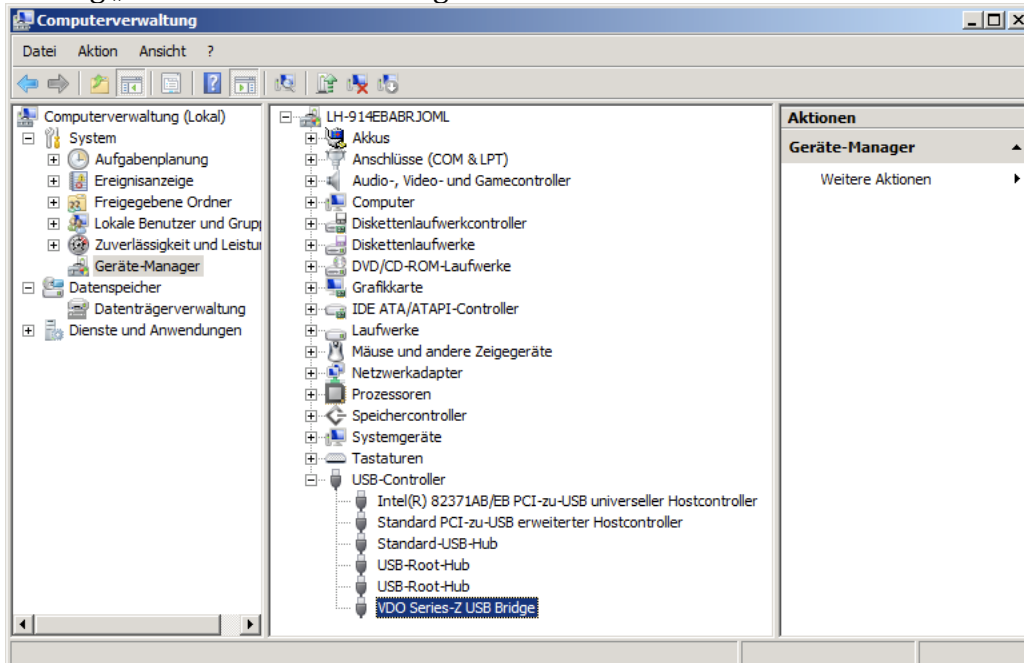 Computerverwaltung
Datei Aktion Ansicht ?
Computerverwaltung (Lokal)
System
Aufgabenplanung
Ereignisanzeige
Freigegebene Ordner
Lokale Benutzer und Grupp
Zuverlässigkeit und Leistur
Geräte-Manager
Datenspeicher
Datenträgerverwaltung
Dienste und Anwendungen
LH-914EBABRJOML
Akkus
Anschlüsse (COM & LPT)
Audio-, Video- und Gamecontroller
Computer
Diskettenlaufwerkcontroller
Diskettenlaufwerke
DVD/CD-ROM-Laufwerke
Grafikkarte
IDE ATA/ATAPI-Controller
Laufwerke
Mäuse und andere Zeigegeräte
Netzwerkadapter
Prozessoren
Speichercontroller
Systemgeräte
Tastaturen
USB-Controller
Intel(R) 82371AB/EB PCI-zu-USB universeller Hostcontroller
Standard PCI-zu-USB erweiterter Hostcontroller
Standard-USB-Hub
USB-Root-Hub
USB-Root-Hub
VDO Series-Z USB Bridge
Aktionen
Geräte-Manager
Weitere Aktionen